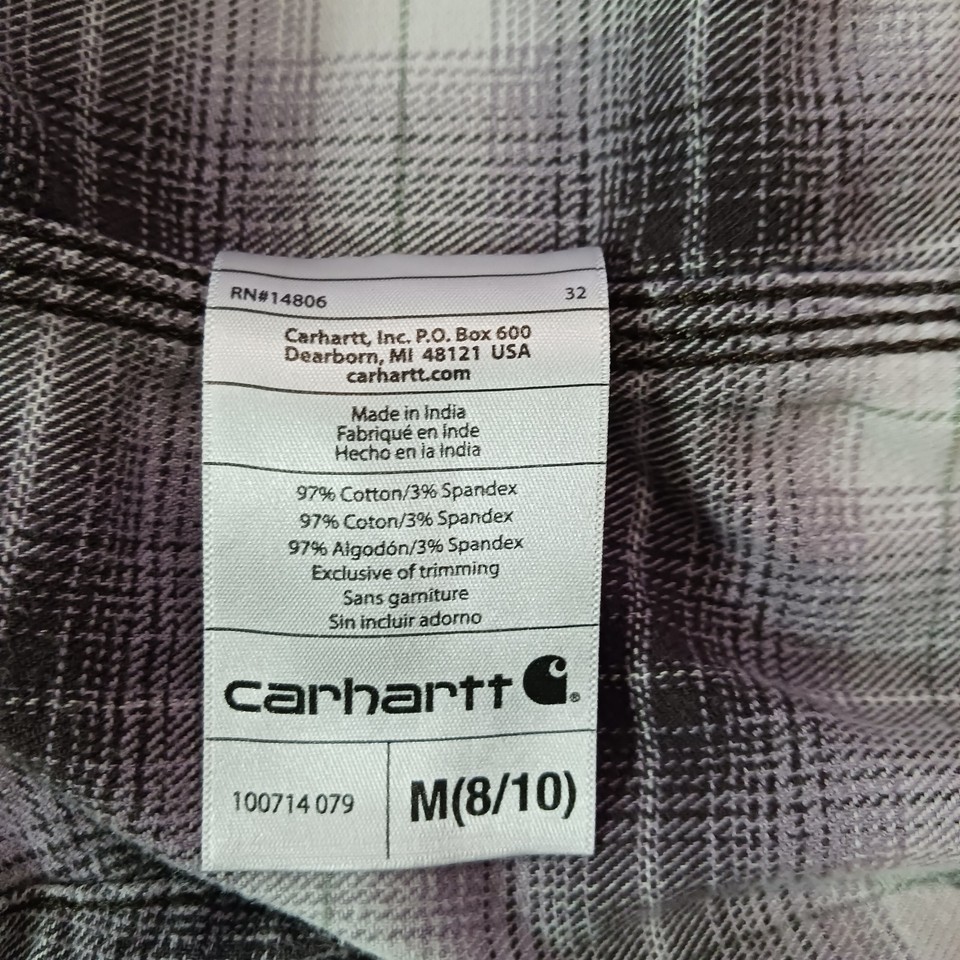 RN#14806 32
Carhartt, Inc. P.O. Box 600
Dearborn, MI 48121 USA
carhartt.com
Made in India
Fabriqué en Inde
Hecho en la India
97% Cotton/3% Spandex
97% Coton/3% Spandex
97% Algodón/3% Spandex
Exclusive of trimming
Sans garniture
Sin incluir adorno
carhartt ®
100714 079 M(8/10)